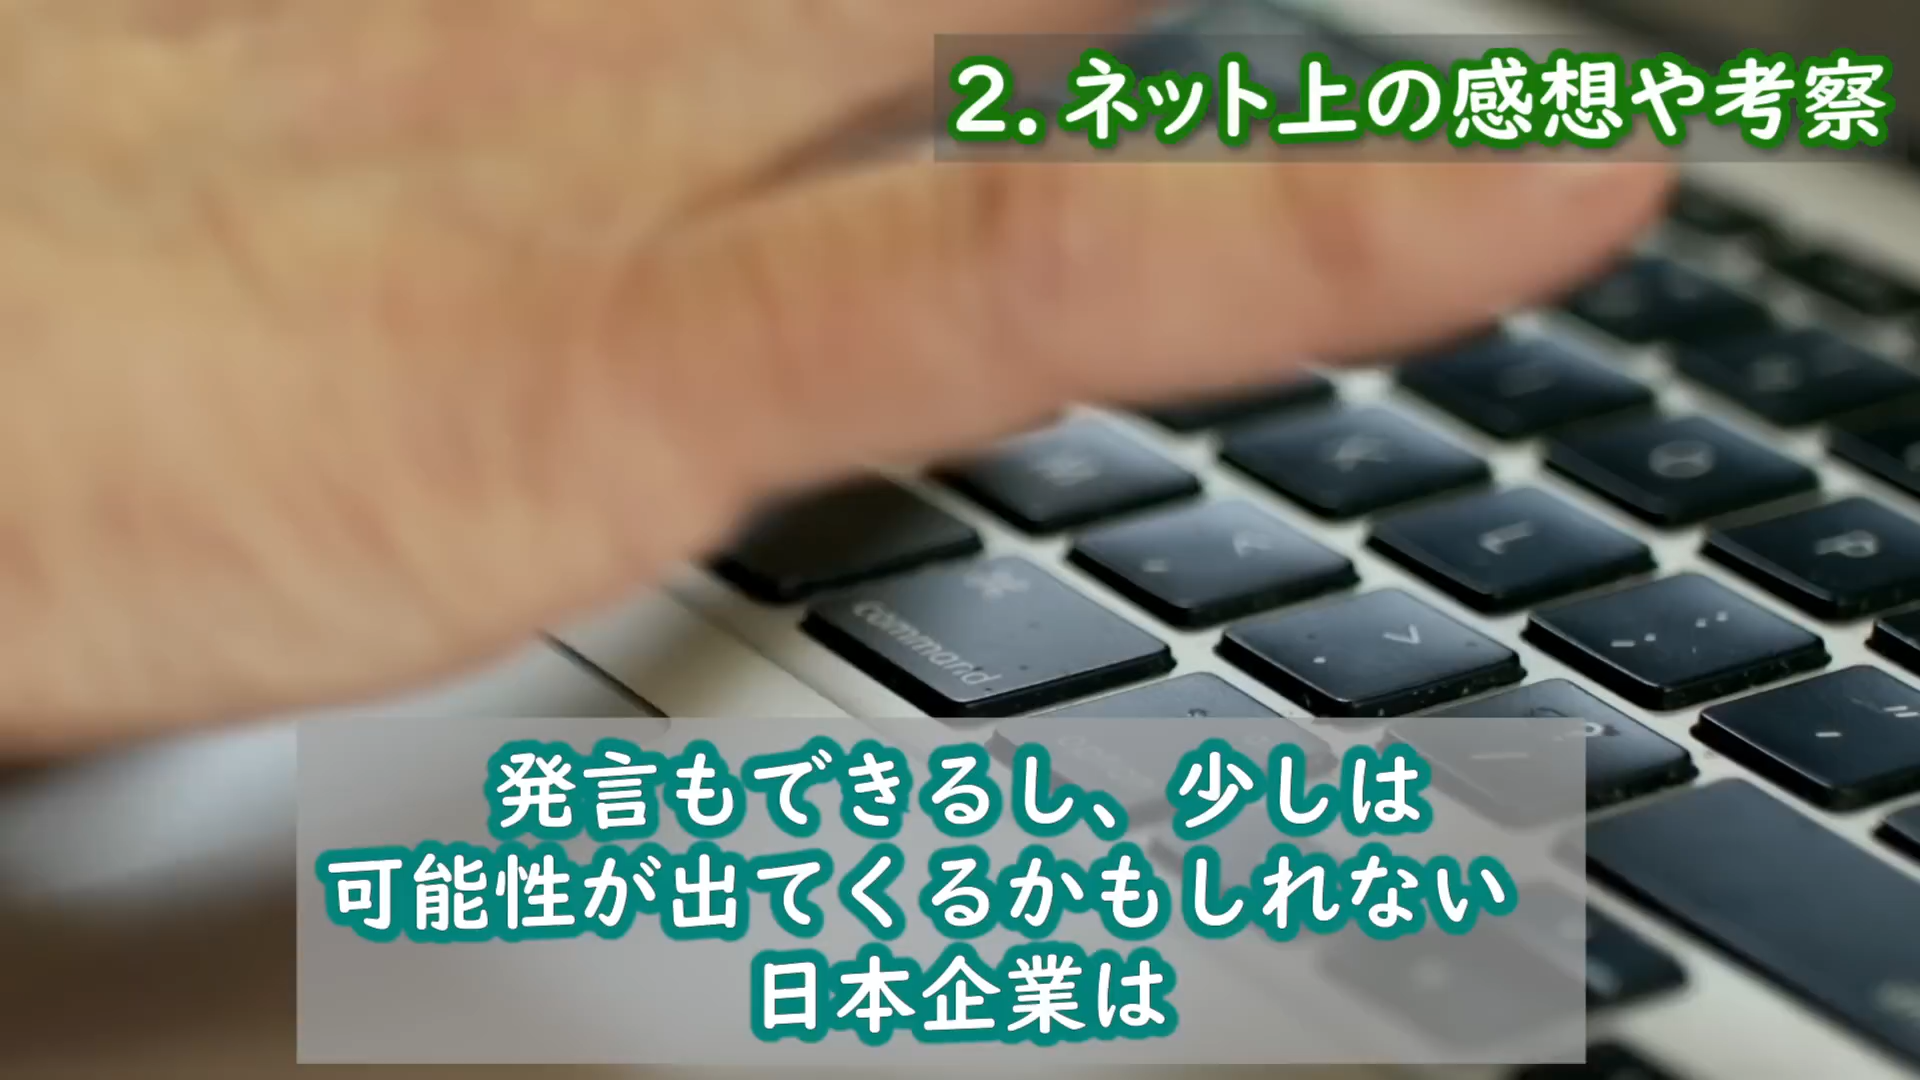 2．ネット上の感想や考察
M
K
O
< ,
L
P
command
> .
: ;
" '
? /
発言もできるし、少しは
可能性が出てくるかもしれない
日本企業は